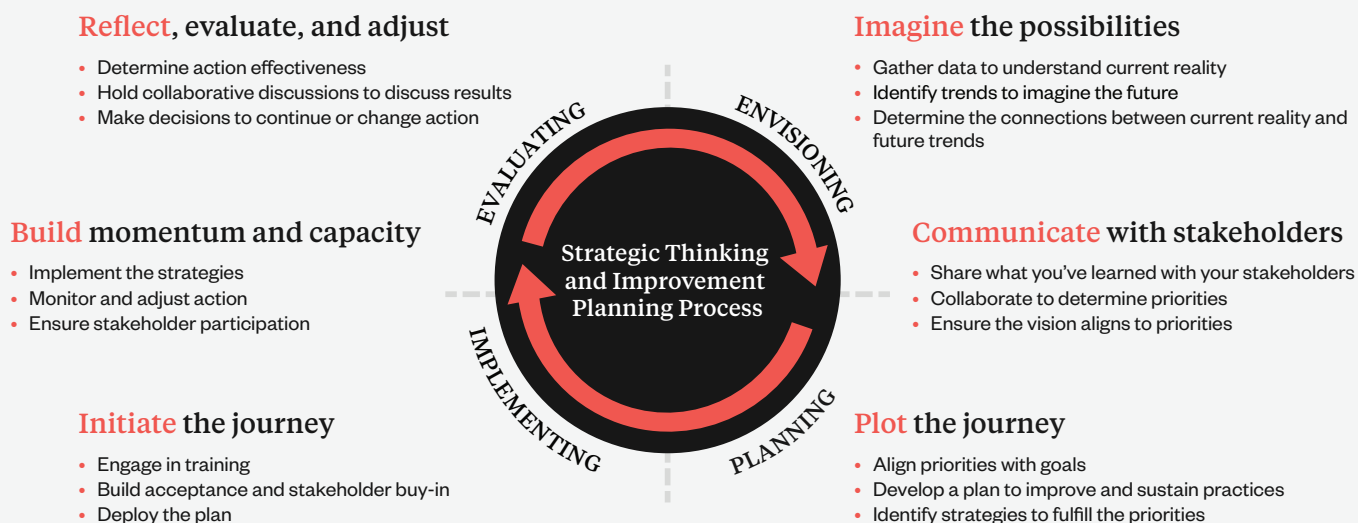 Reflect, evaluate, and adjust
• Determine action effectiveness
• Hold collaborative discussions to discuss results
• Make decisions to continue or change action
Imagine the possibilities
• Gather data to understand current reality
• Identify trends to imagine the future
• Determine the connections between current reality and
future trends
EVALUATING
ENVISIONING
Build momentum and capacity
• Implement the strategies
• Monitor and adjust action
• Ensure stakeholder participation
Strategic Thinking
and Improvement
Planning Process
Communicate with stakeholders
• Share what you’ve learned with your stakeholders
• Collaborate to determine priorities
• Ensure the vision aligns to priorities
IMPLEMENTING
PLANNING
Initiate the journey
• Engage in training
• Build acceptance and stakeholder buy-in
• Deploy the plan
Plot the journey
• Align priorities with goals
• Develop a plan to improve and sustain practices
• Identify strategies to fulfill the priorities